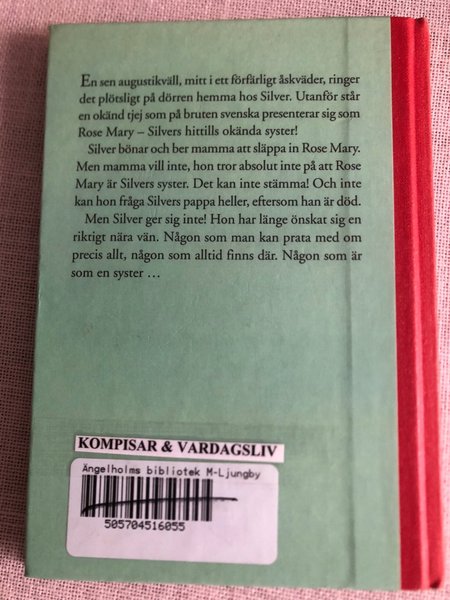 En sen augustikväll, mitt i ett förfärligt åskväder, ringer
det plötsligt på dörren hemma hos Silver. Utanför står
en okänd tjej som på bruten svenska presenterar sig som
Rose Mary – Silvers hittills okända syster!
Silver bönar och ber mamma att släppa in Rose Mary.
Men mamma vill inte, hon tror absolut inte på att Rose
Mary är Silvers syster. Det kan inte stämma! Och inte
kan hon fråga Silvers pappa heller, eftersom han är död.
Men Silver ger sig inte! Hon har länge önskat sig en
riktigt nära vän. Någon som man kan prata med om
precis allt, någon som alltid finns där. Någon som är
som en syster …
KOMPISAR & VARDAGSLIV
Ängelholms bibliotek M-Ljungby
505704516055